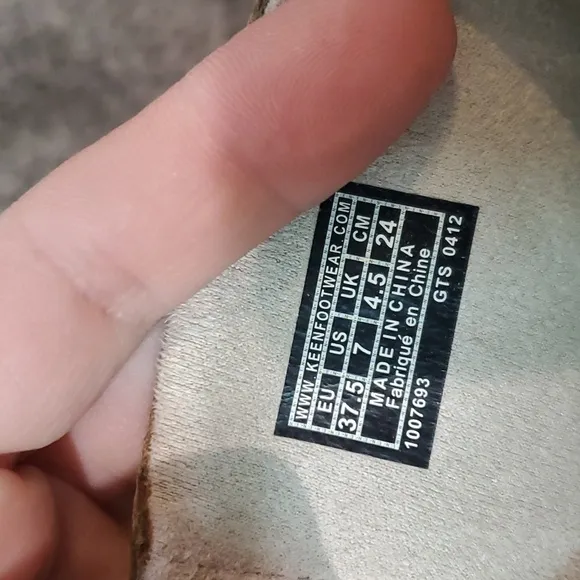 WWW.KEENFOOTWEAR.COM
EU US UK CM
37.5 7 4.5 24
MADE IN CHINA
Fabriqué en Chine
1007693 GTS 0412